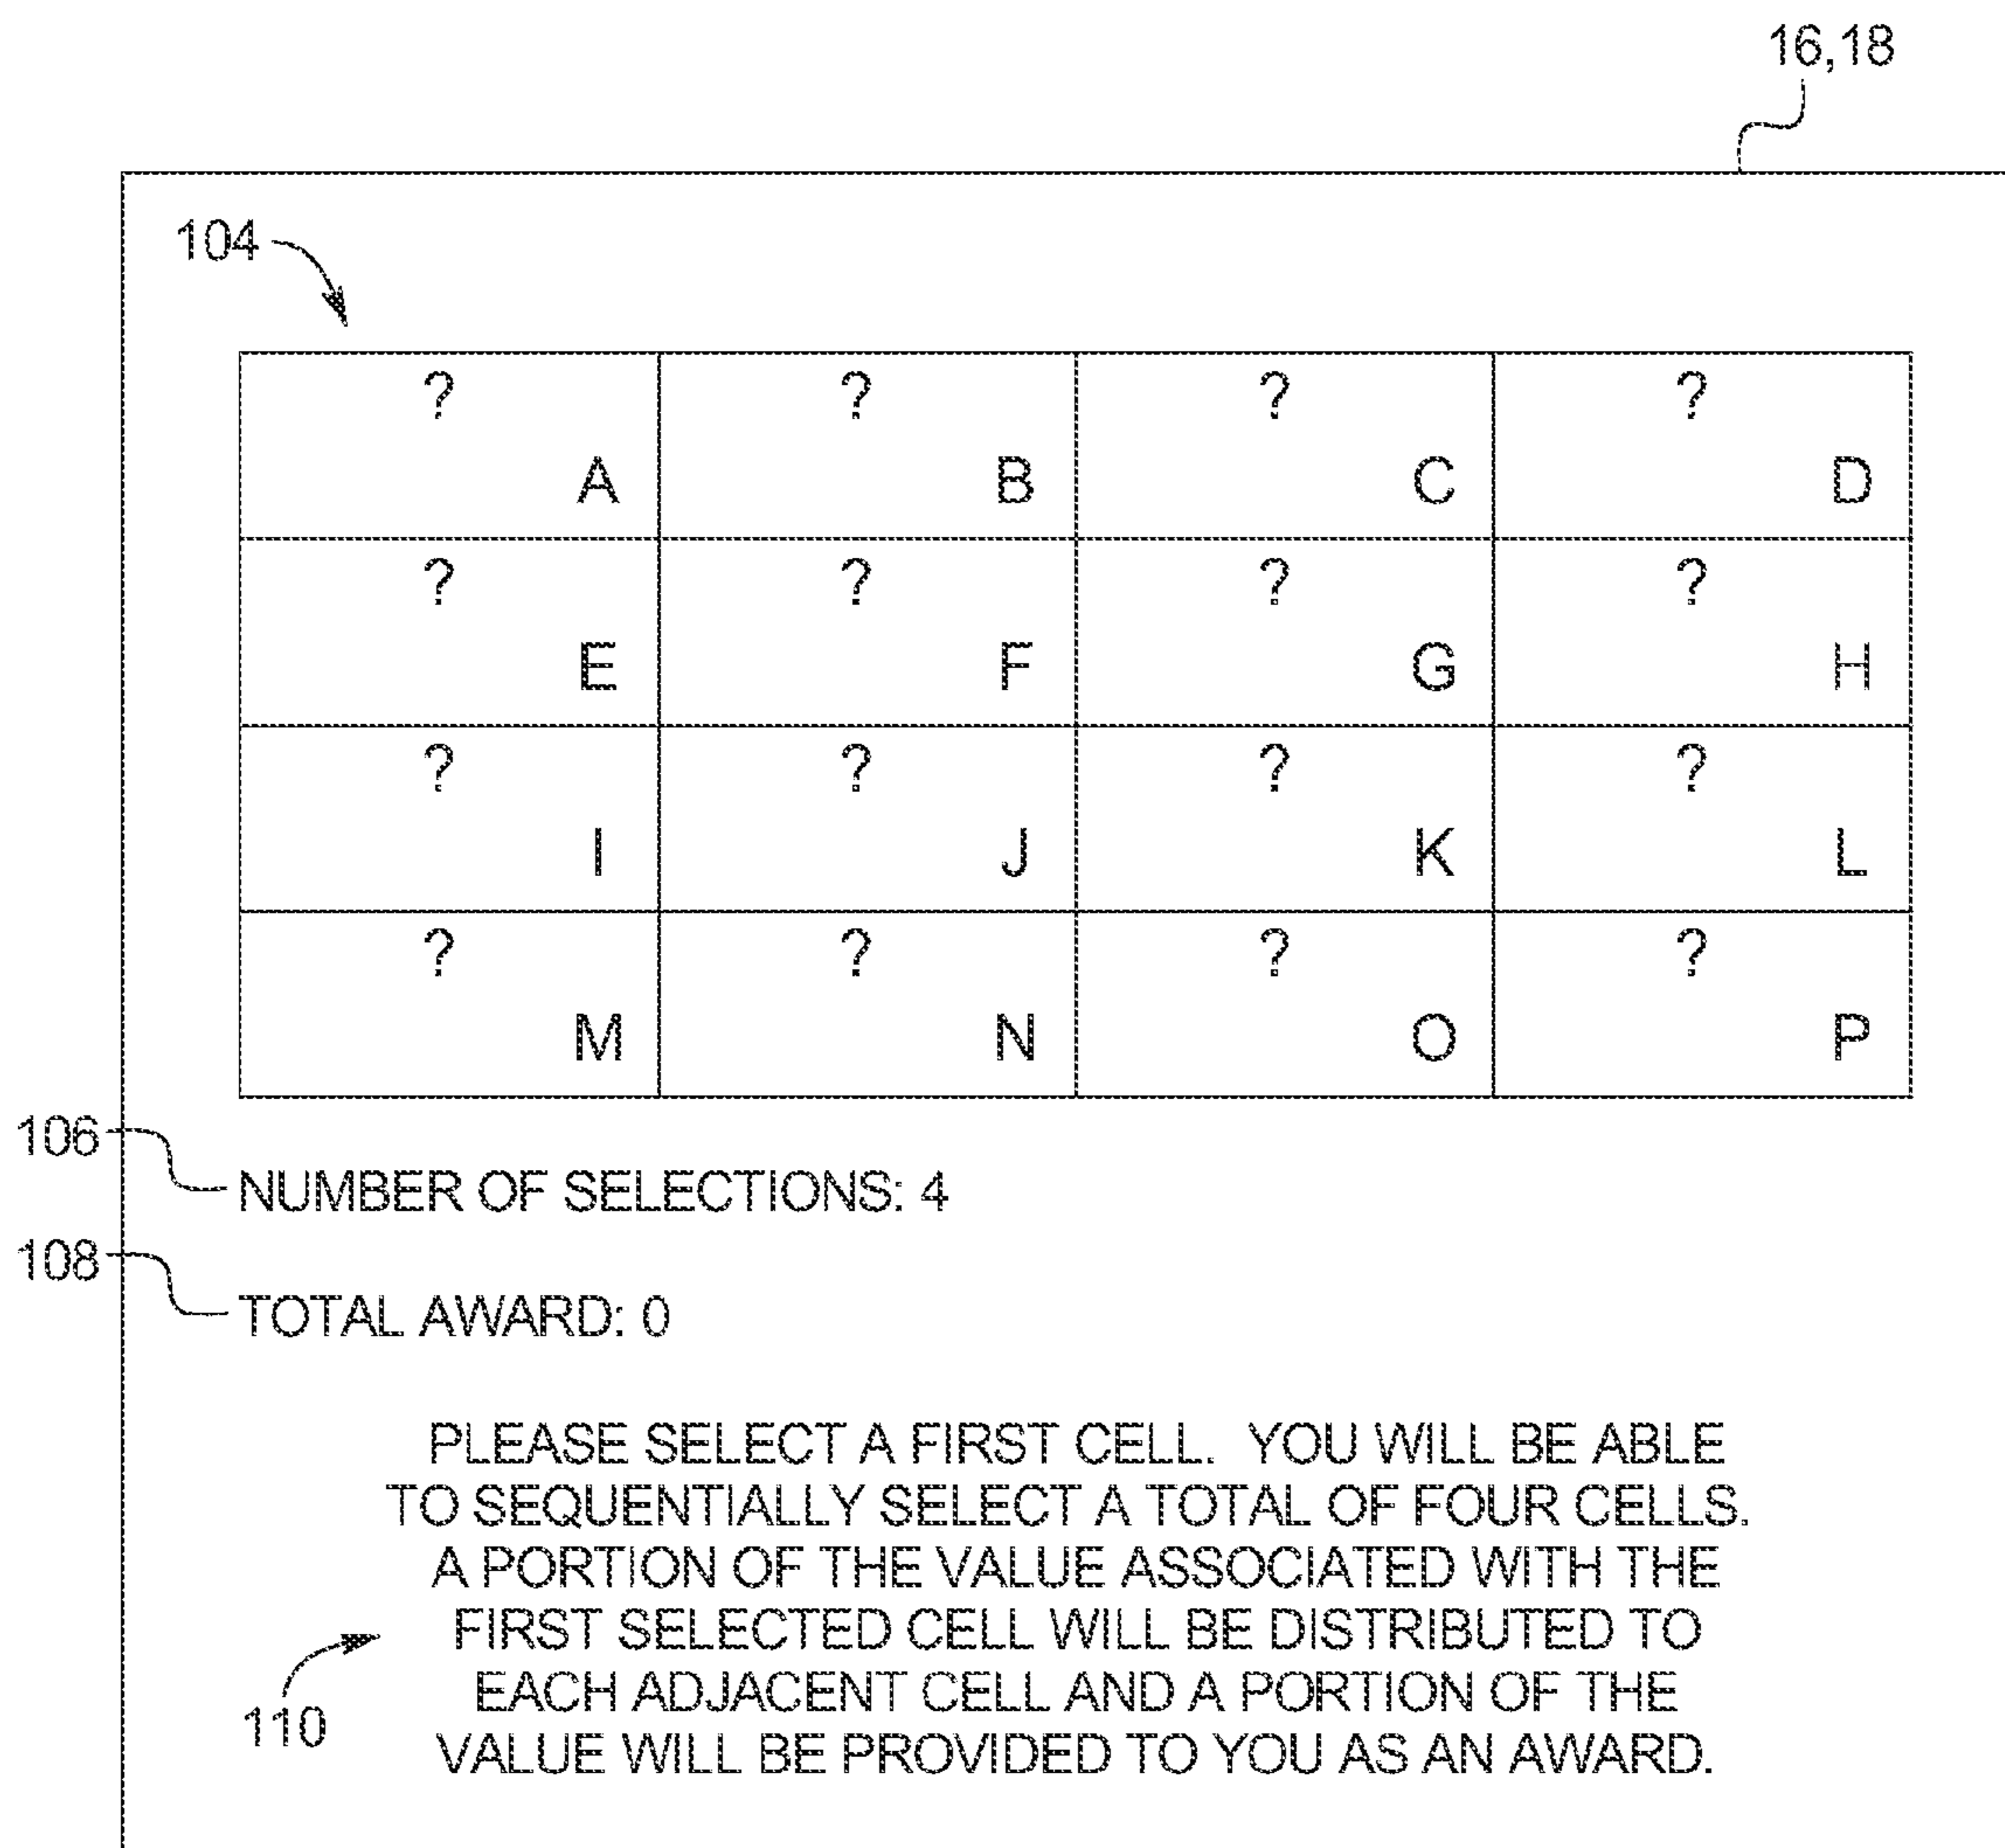 16,18
104
? ? ? ?
A B C D
? ? ? ?
E F G H
? ? ? ?
I J K L
? ? ? ?
M N O P
106
NUMBER OF SELECTIONS: 4
108
TOTAL AWARD: 0
PLEASE SELECT A FIRST CELL. YOU WILL BE ABLE
TO SEQUENTIALLY SELECT A TOTAL OF FOUR CELLS.
A PORTION OF THE VALUE ASSOCIATED WITH THE
FIRST SELECTED CELL WILL BE DISTRIBUTED TO
EACH ADJACENT CELL AND A PORTION OF THE
VALUE WILL BE PROVIDED TO YOU AS AN AWARD.
110